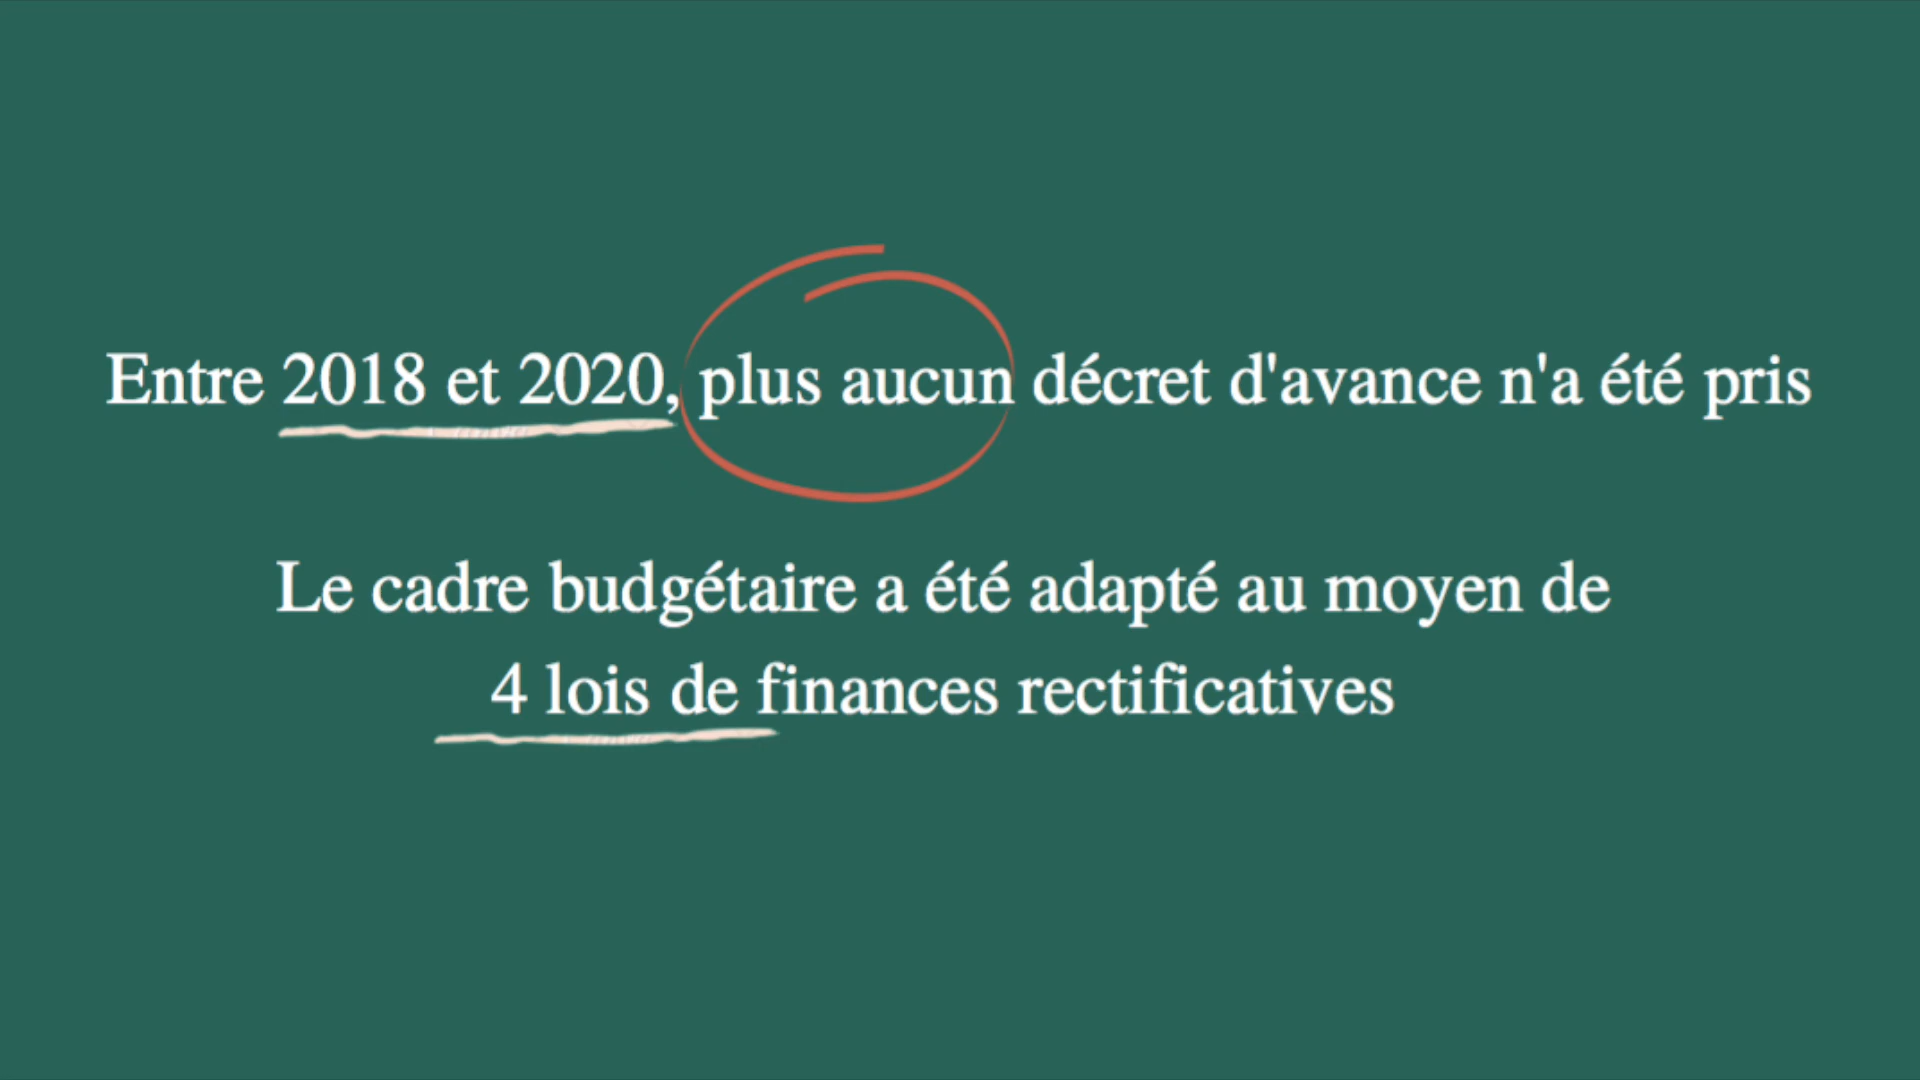 Entre 2018 et 2020, plus aucun décret d'avance n'a été pris
Le cadre budgétaire a été adapté au moyen de
4 lois de finances rectificatives